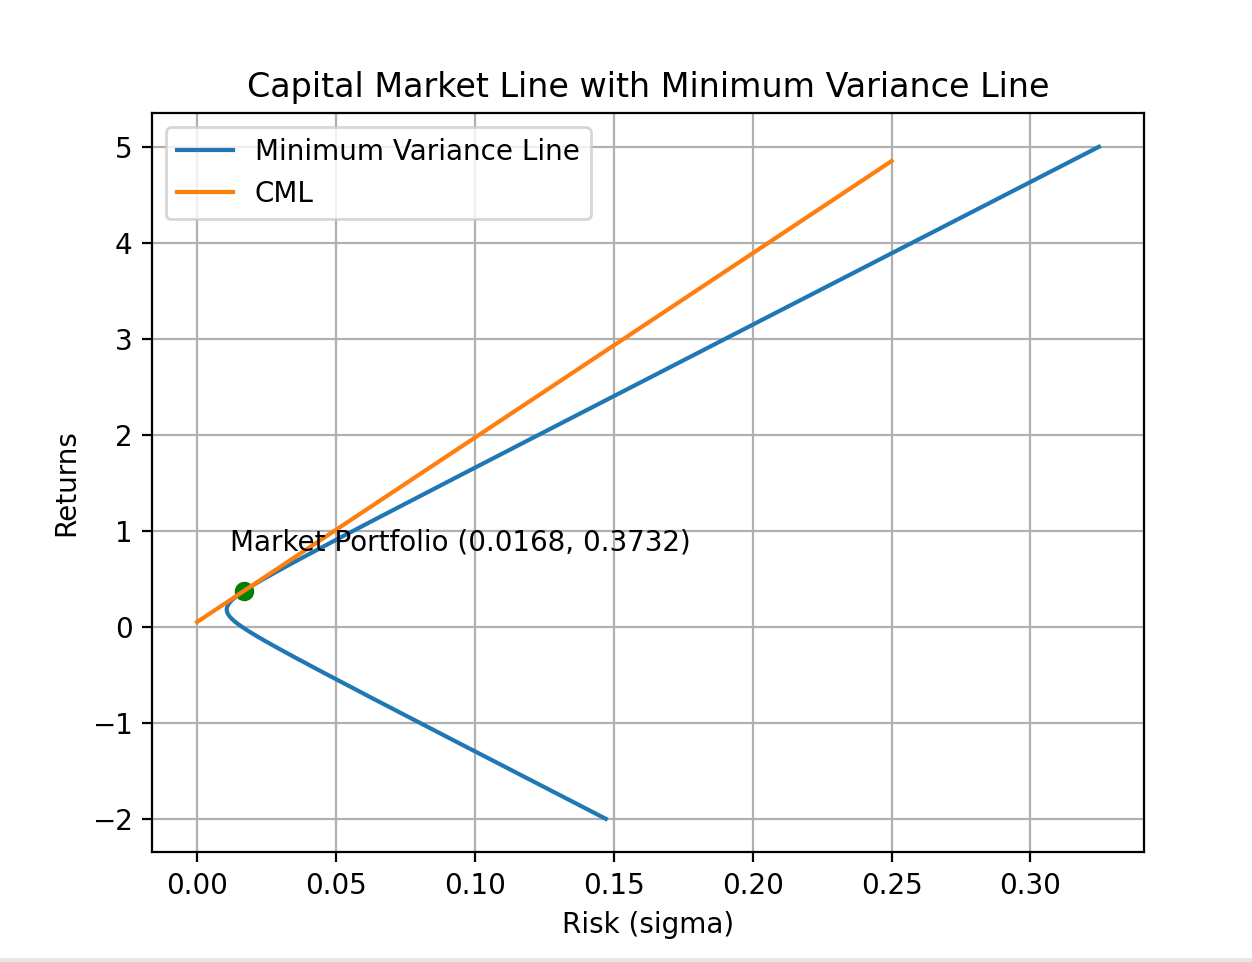 Capital Market Line with Minimum Variance Line
Minimum Variance Line
CML
5
4
3
2
1
0
−1
−2
Returns
Market Portfolio (0.0168, 0.3732)
0.00 0.05 0.10 0.15 0.20 0.25 0.30
Risk (sigma)